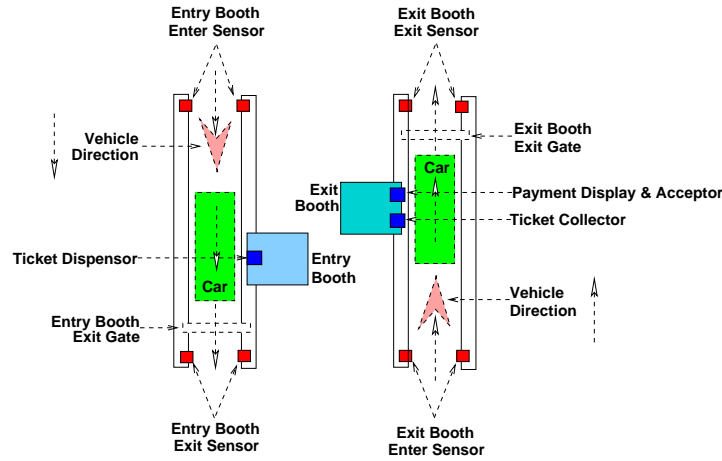 Entry Booth
Enter Sensor
Vehicle
Direction
Ticket Dispensor
Car
Entry
Booth
Entry Booth
Exit Gate
Entry Booth
Exit Sensor
Exit Booth
Exit Sensor
Exit Booth
Exit Gate
Car
Exit
Booth
Payment Display & Acceptor
Ticket Collector
Vehicle
Direction
Exit Booth
Enter Sensor